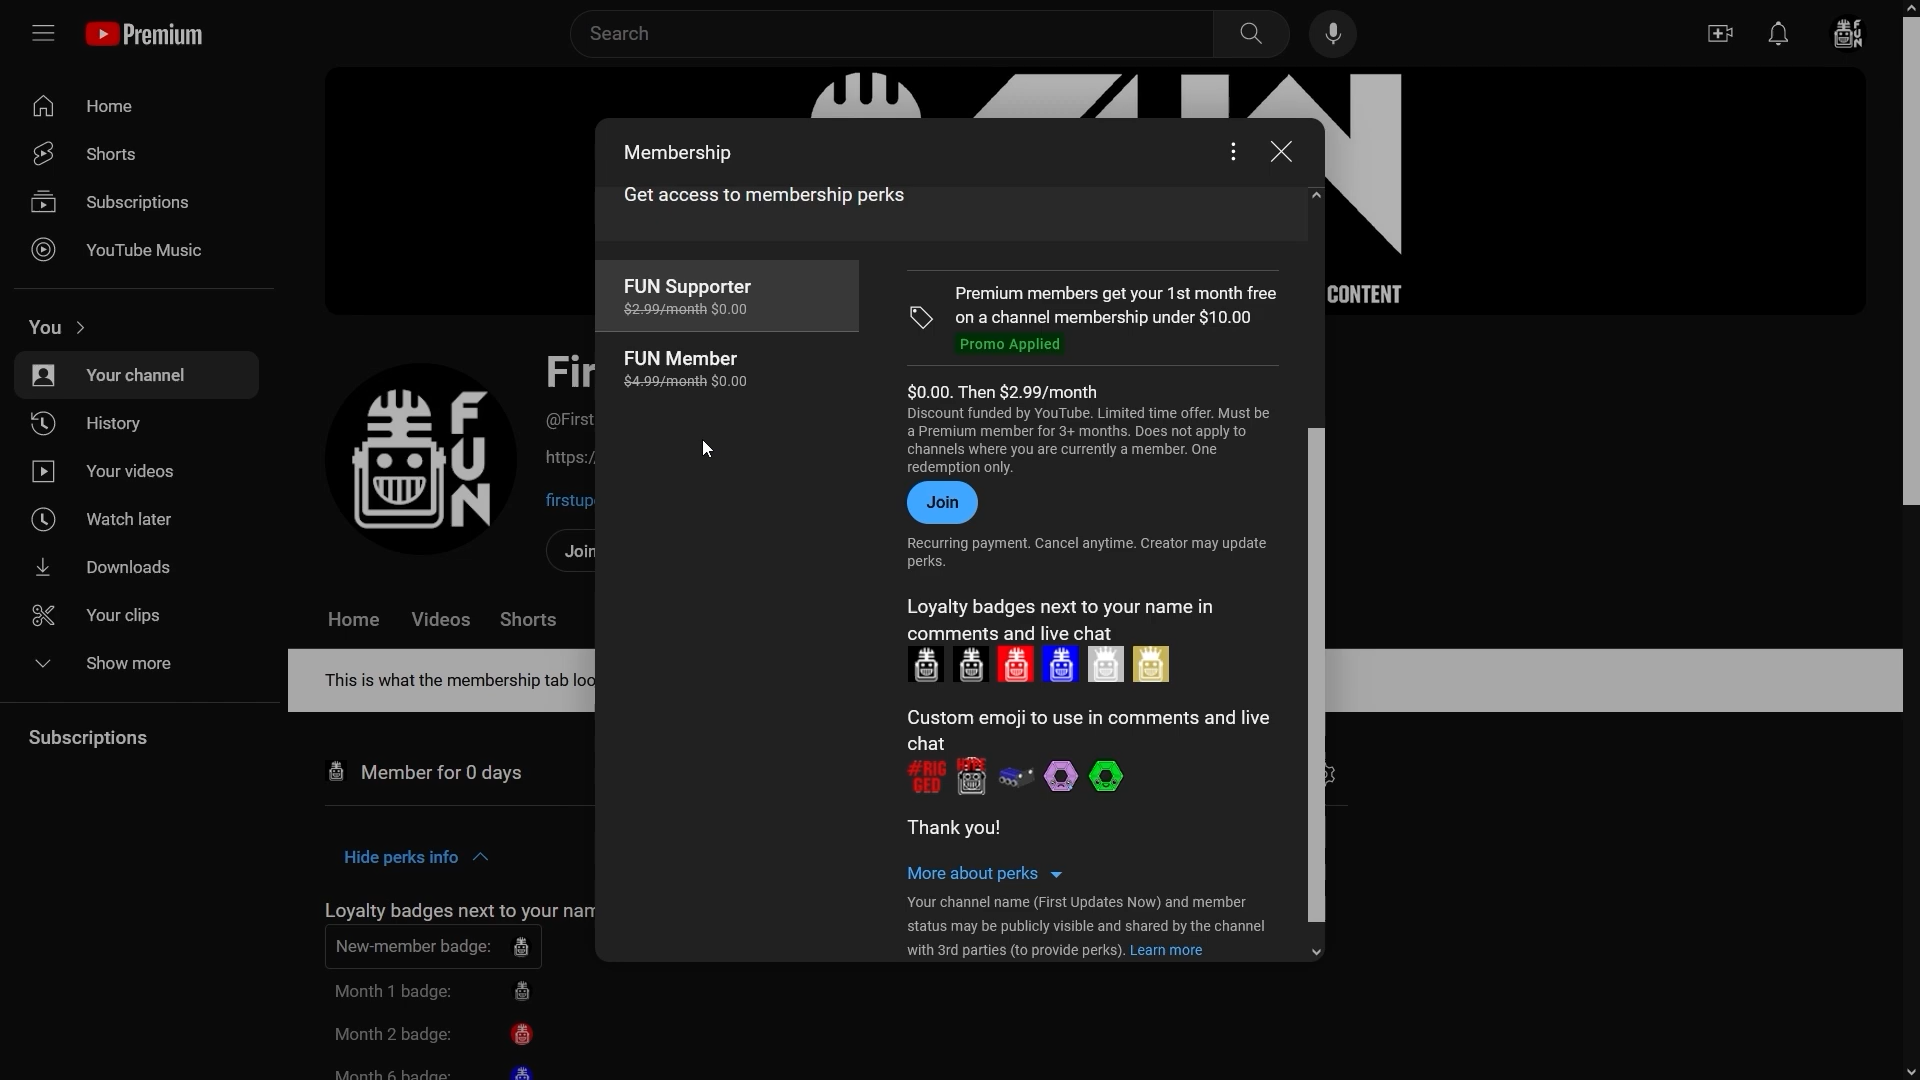 Premium
Search
Home
Shorts
Subscriptions
YouTube Music
You
Your channel
History
Your videos
Watch later
Downloads
Your clips
Show more
Subscriptions
CONTENT
FUN
Fir
@First
https:/
firstup
Join
Home Videos Shorts
This is what the membership tab loo
Member for 0 days
Hide perks info
Loyalty badges next to your nam
New-member badge:
Month 1 badge:
Month 2 badge:
Month 6 badge:
Membership
Get access to membership perks
FUN Supporter
$2.99/month $0.00
FUN Member
$4.99/month $0.00
Premium members get your 1st month free
on a channel membership under $10.00
Promo Applied
$0.00. Then $2.99/month
Discount funded by YouTube. Limited time offer. Must be
a Premium member for 3+ months. Does not apply to
channels where you are currently a member. One
redemption only.
Join
Recurring payment. Cancel anytime. Creator may update
perks.
Loyalty badges next to your name in
comments and live chat
Custom emoji to use in comments and live
chat
#RIG
GED
HYPE
Thank you!
More about perks
Your channel name (First Updates Now) and member
status may be publicly visible and shared by the channel
with 3rd parties (to provide perks). Learn more